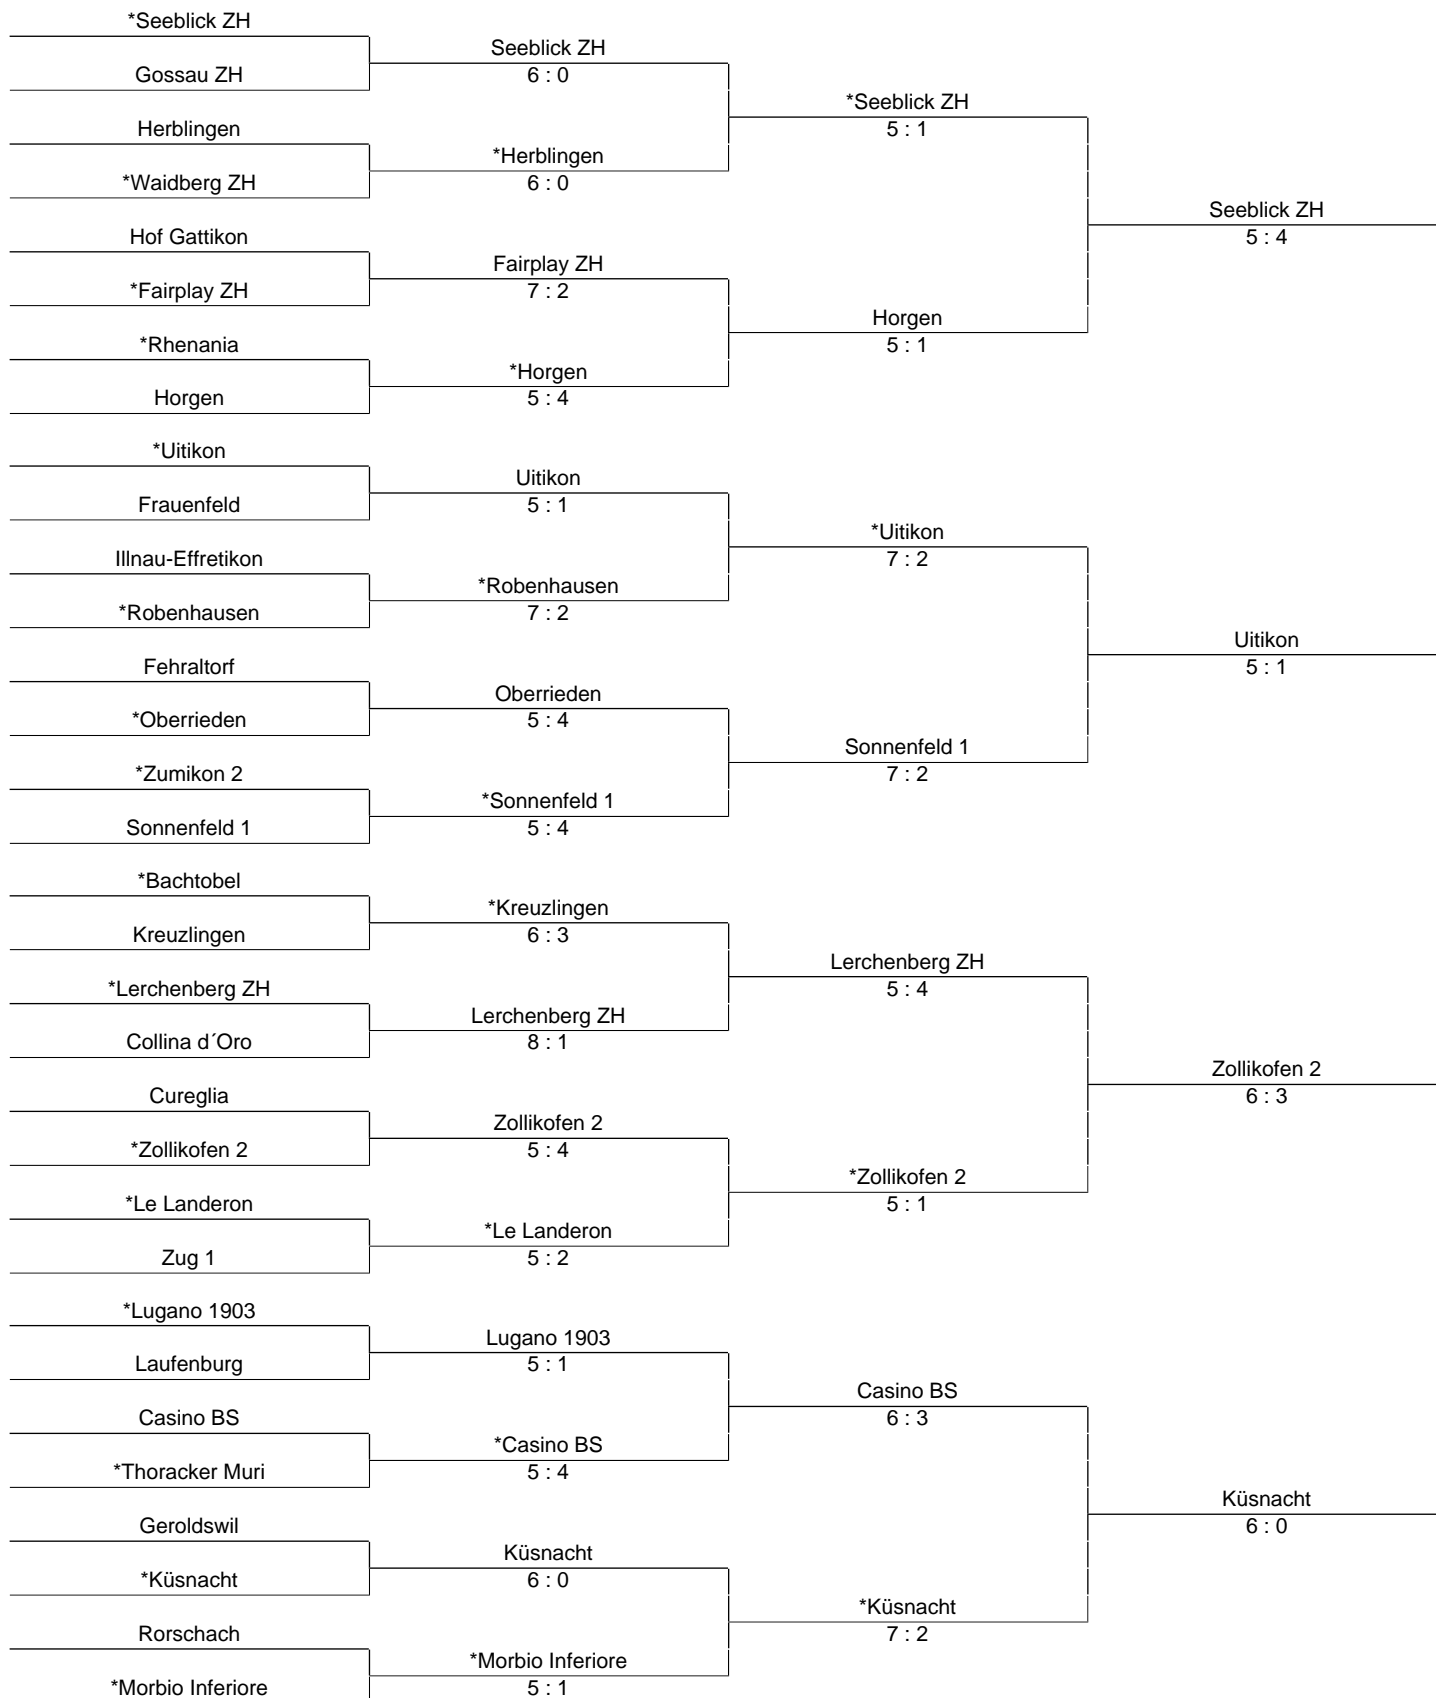 *Seeblick ZH
Gossau ZH
Herblingen
*Waidberg ZH
Hof Gattikon
*Fairplay ZH
*Rhenania
Horgen
*Uitikon
Frauenfeld
Illnau-Effretikon
*Robenhausen
Fehraltorf
*Oberrieden
*Zumikon 2
Sonnenfeld 1
*Bachtobel
Kreuzlingen
*Lerchenberg ZH
Collina d´Oro
Cureglia
*Zollikofen 2
*Le Landeron
Zug 1
*Lugano 1903
Laufenburg
Casino BS
*Thoracker Muri
Geroldswil
*Küsnacht
Rorschach
*Morbio Inferiore
Seeblick ZH
6 : 0
*Herblingen
6 : 0
Fairplay ZH
7 : 2
*Horgen
5 : 4
Uitikon
5 : 1
*Robenhausen
7 : 2
Oberrieden
5 : 4
*Sonnenfeld 1
5 : 4
*Kreuzlingen
6 : 3
Lerchenberg ZH
8 : 1
Zollikofen 2
5 : 4
*Le Landeron
5 : 2
Lugano 1903
5 : 1
*Casino BS
5 : 4
Küsnacht
6 : 0
*Morbio Inferiore
5 : 1
*Seeblick ZH
5 : 1
Horgen
5 : 1
*Uitikon
7 : 2
Sonnenfeld 1
7 : 2
Lerchenberg ZH
5 : 4
*Zollikofen 2
5 : 1
Casino BS
6 : 3
*Küsnacht
7 : 2
Seeblick ZH
5 : 4
Uitikon
5 : 1
Zollikofen 2
6 : 3
Küsnacht
6 : 0